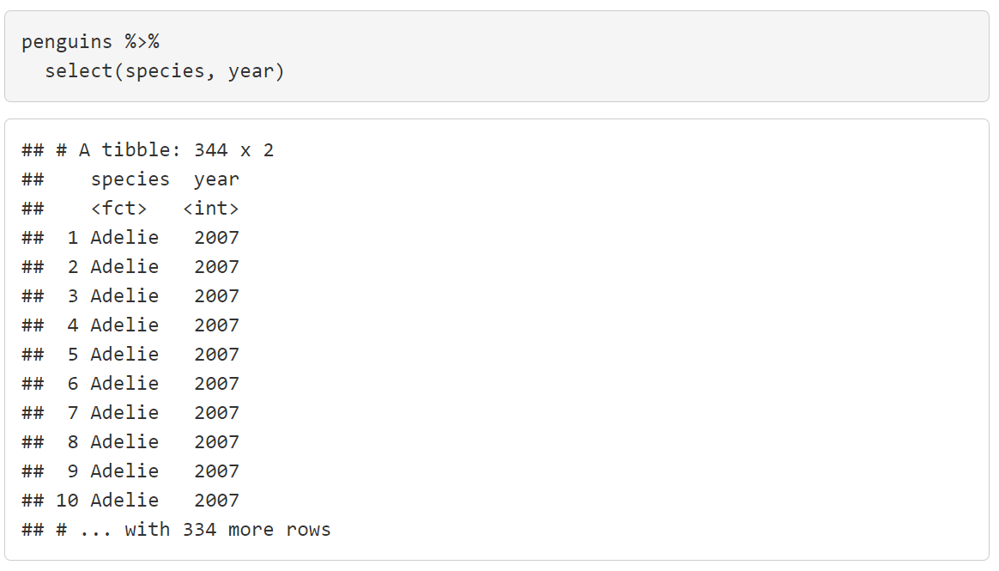 penguins %>%
  select(species, year)
## # A tibble: 344 x 2
##    species  year
##    <fct>   <int>
##  1 Adelie   2007
##  2 Adelie   2007
##  3 Adelie   2007
##  4 Adelie   2007
##  5 Adelie   2007
##  6 Adelie   2007
##  7 Adelie   2007
##  8 Adelie   2007
##  9 Adelie   2007
## 10 Adelie   2007
## # ... with 334 more rows